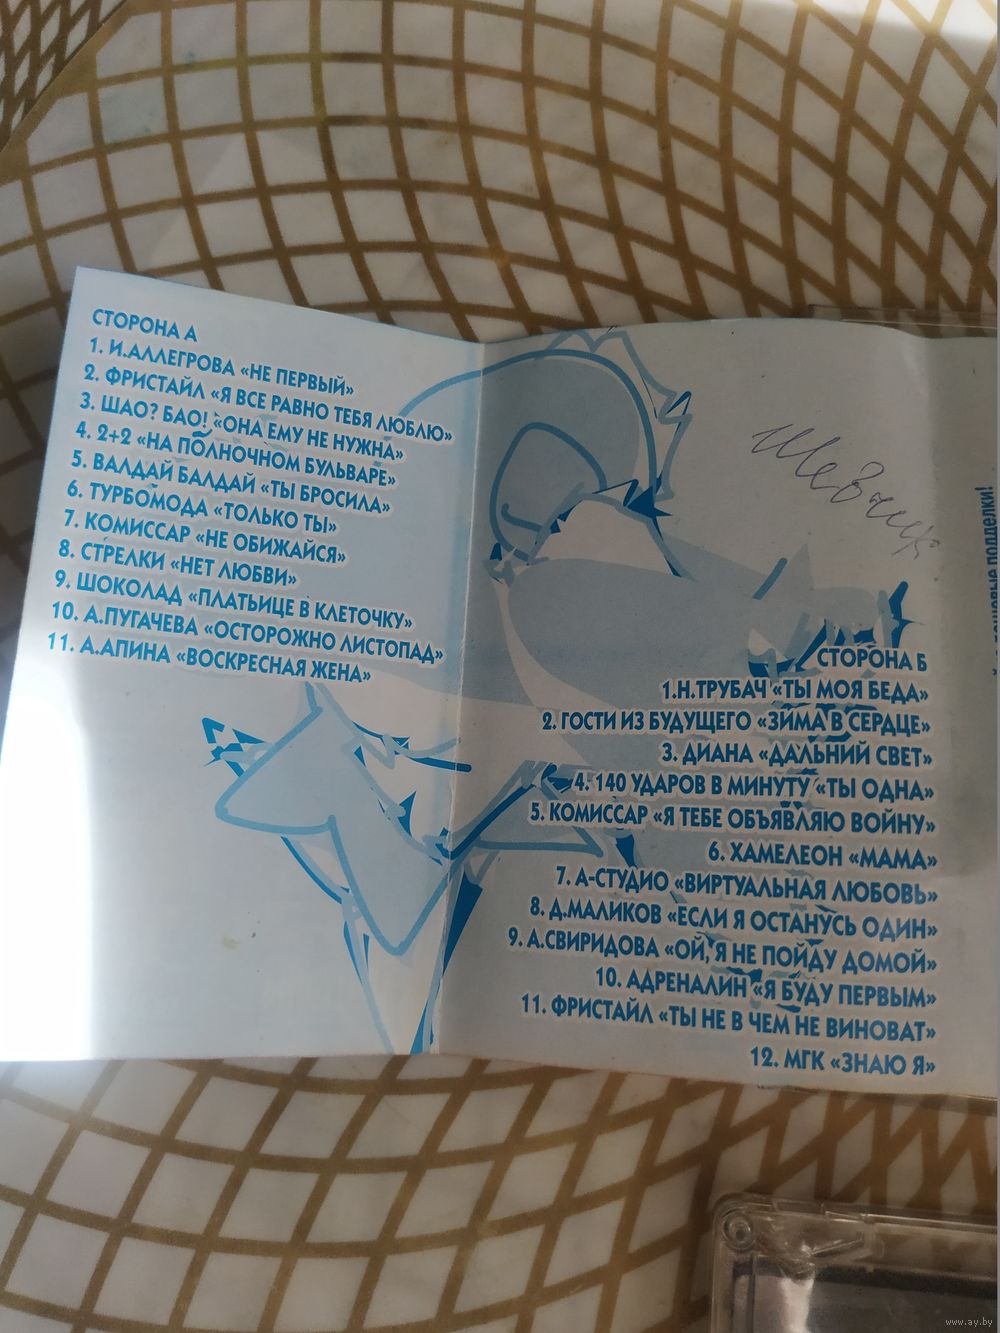 СТОРОНА А
1. И.АЛЛЕГРОВА «НЕ ПЕРВЫЙ»
2. ФРИСТАЙЛ «Я ВСЕ РАВНО ТЕБЯ ЛЮБЛЮ»
3. ШАО? БАО! «ОНА ЕМУ НЕ НУЖНА»
4. 2+2 «НА ПОЛНОЧНОМ БУЛЬВАРЕ»
5. ВАЛДАЙ БАЛДАЙ «ТЫ БРОСИЛА»
6. ТУРБОМОДА «ТОЛЬКО ТЫ»
7. КОМИССАР «НЕ ОБИЖАЙСЯ»
8. СТРЕЛКИ «НЕТ ЛЮБВИ»
9. ШОКОЛАД «ПЛАТЬИЦЕ В КЛЕТОЧКУ»
10. А.ПУГАЧЕВА «ОСТОРОЖНО ЛИСТОПАД»
11. А.АПИНА «ВОСКРЕСНАЯ ЖЕНА»
СТОРОНА Б
1.Н.ТРУБАЧ «ТЫ МОЯ БЕДА»
2. ГОСТИ ИЗ БУДУЩЕГО «ЗИМА В СЕРДЦЕ»
3. ДИАНА «ДАЛЬНИЙ СВЕТ»
4. 140 УДАРОВ В МИНУТУ «ТЫ ОДНА»
5. КОМИССАР «Я ТЕБЕ ОБЪЯВЛЯЮ ВОЙНУ»
6. ХАМЕЛЕОН «МАМА»
7. А-СТУДИО «ВИРТУАЛЬНАЯ ЛЮБОВЬ»
8. Д.МАЛИКОВ «ЕСЛИ Я ОСТАНУСЬ ОДИН»
9. А.СВИРИДОВА «ОЙ, Я НЕ ПОЙДУ ДОМОЙ»
10. АДРЕНАЛИН «Я БУДУ ПЕРВЫМ»
11. ФРИСТАЙЛ «ТЫ НЕ В ЧЕМ НЕ ВИНОВАТ»
12. МГК «ЗНАЮ Я»
подделки!
www.ay.by